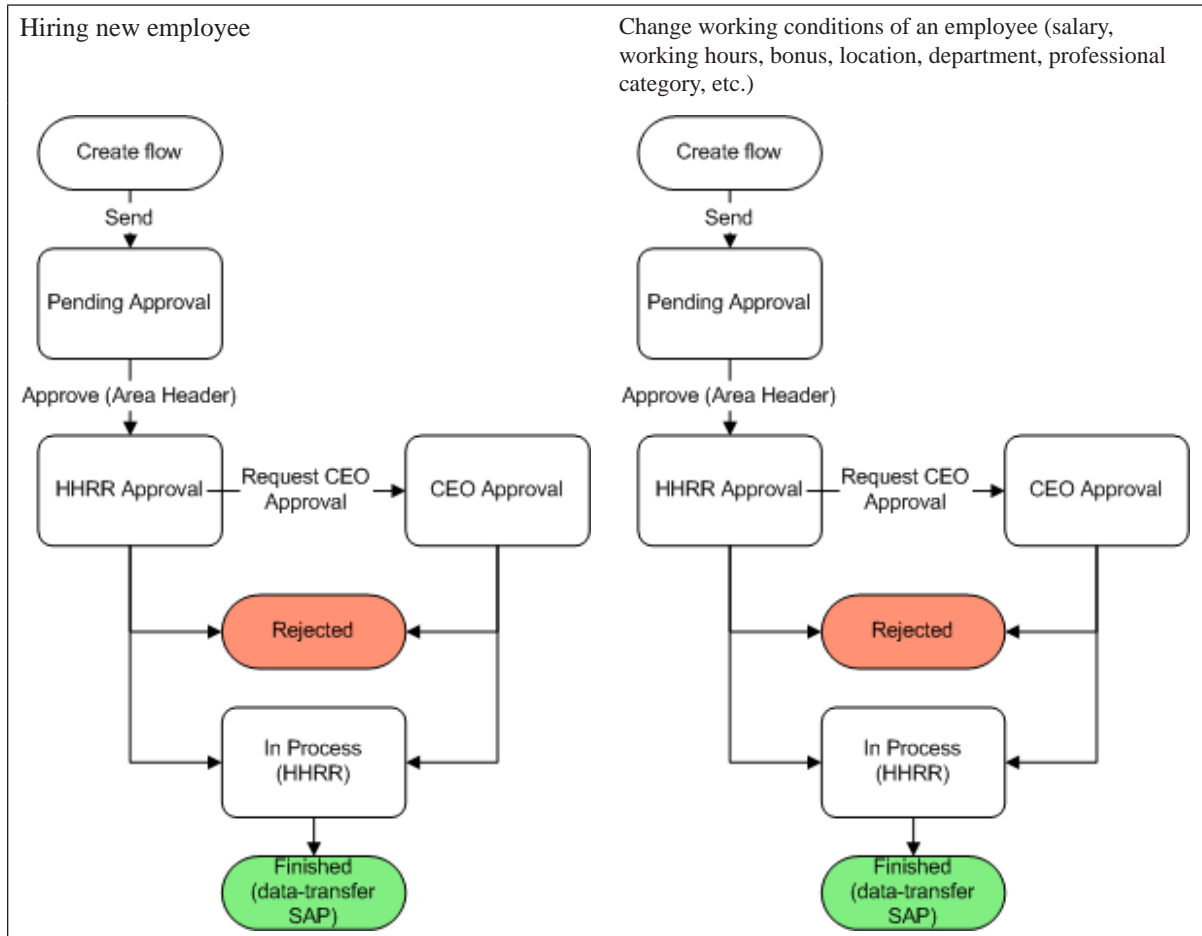 Hiring new employee
Create flow
Send
Pending Approval
Approve (Area Header)
HHRR Approval
Request CEO
Approval
CEO Approval
Rejected
In Process
(HHRR)
Finished
(data-transfer
SAP)
Change working conditions of an employee (salary,
working hours, bonus, location, department, professional
category, etc.)
Create flow
Send
Pending Approval
Approve (Area Header)
HHRR Approval
Request CEO
Approval
CEO Approval
Rejected
In Process
(HHRR)
Finished
(data-transfer
SAP)